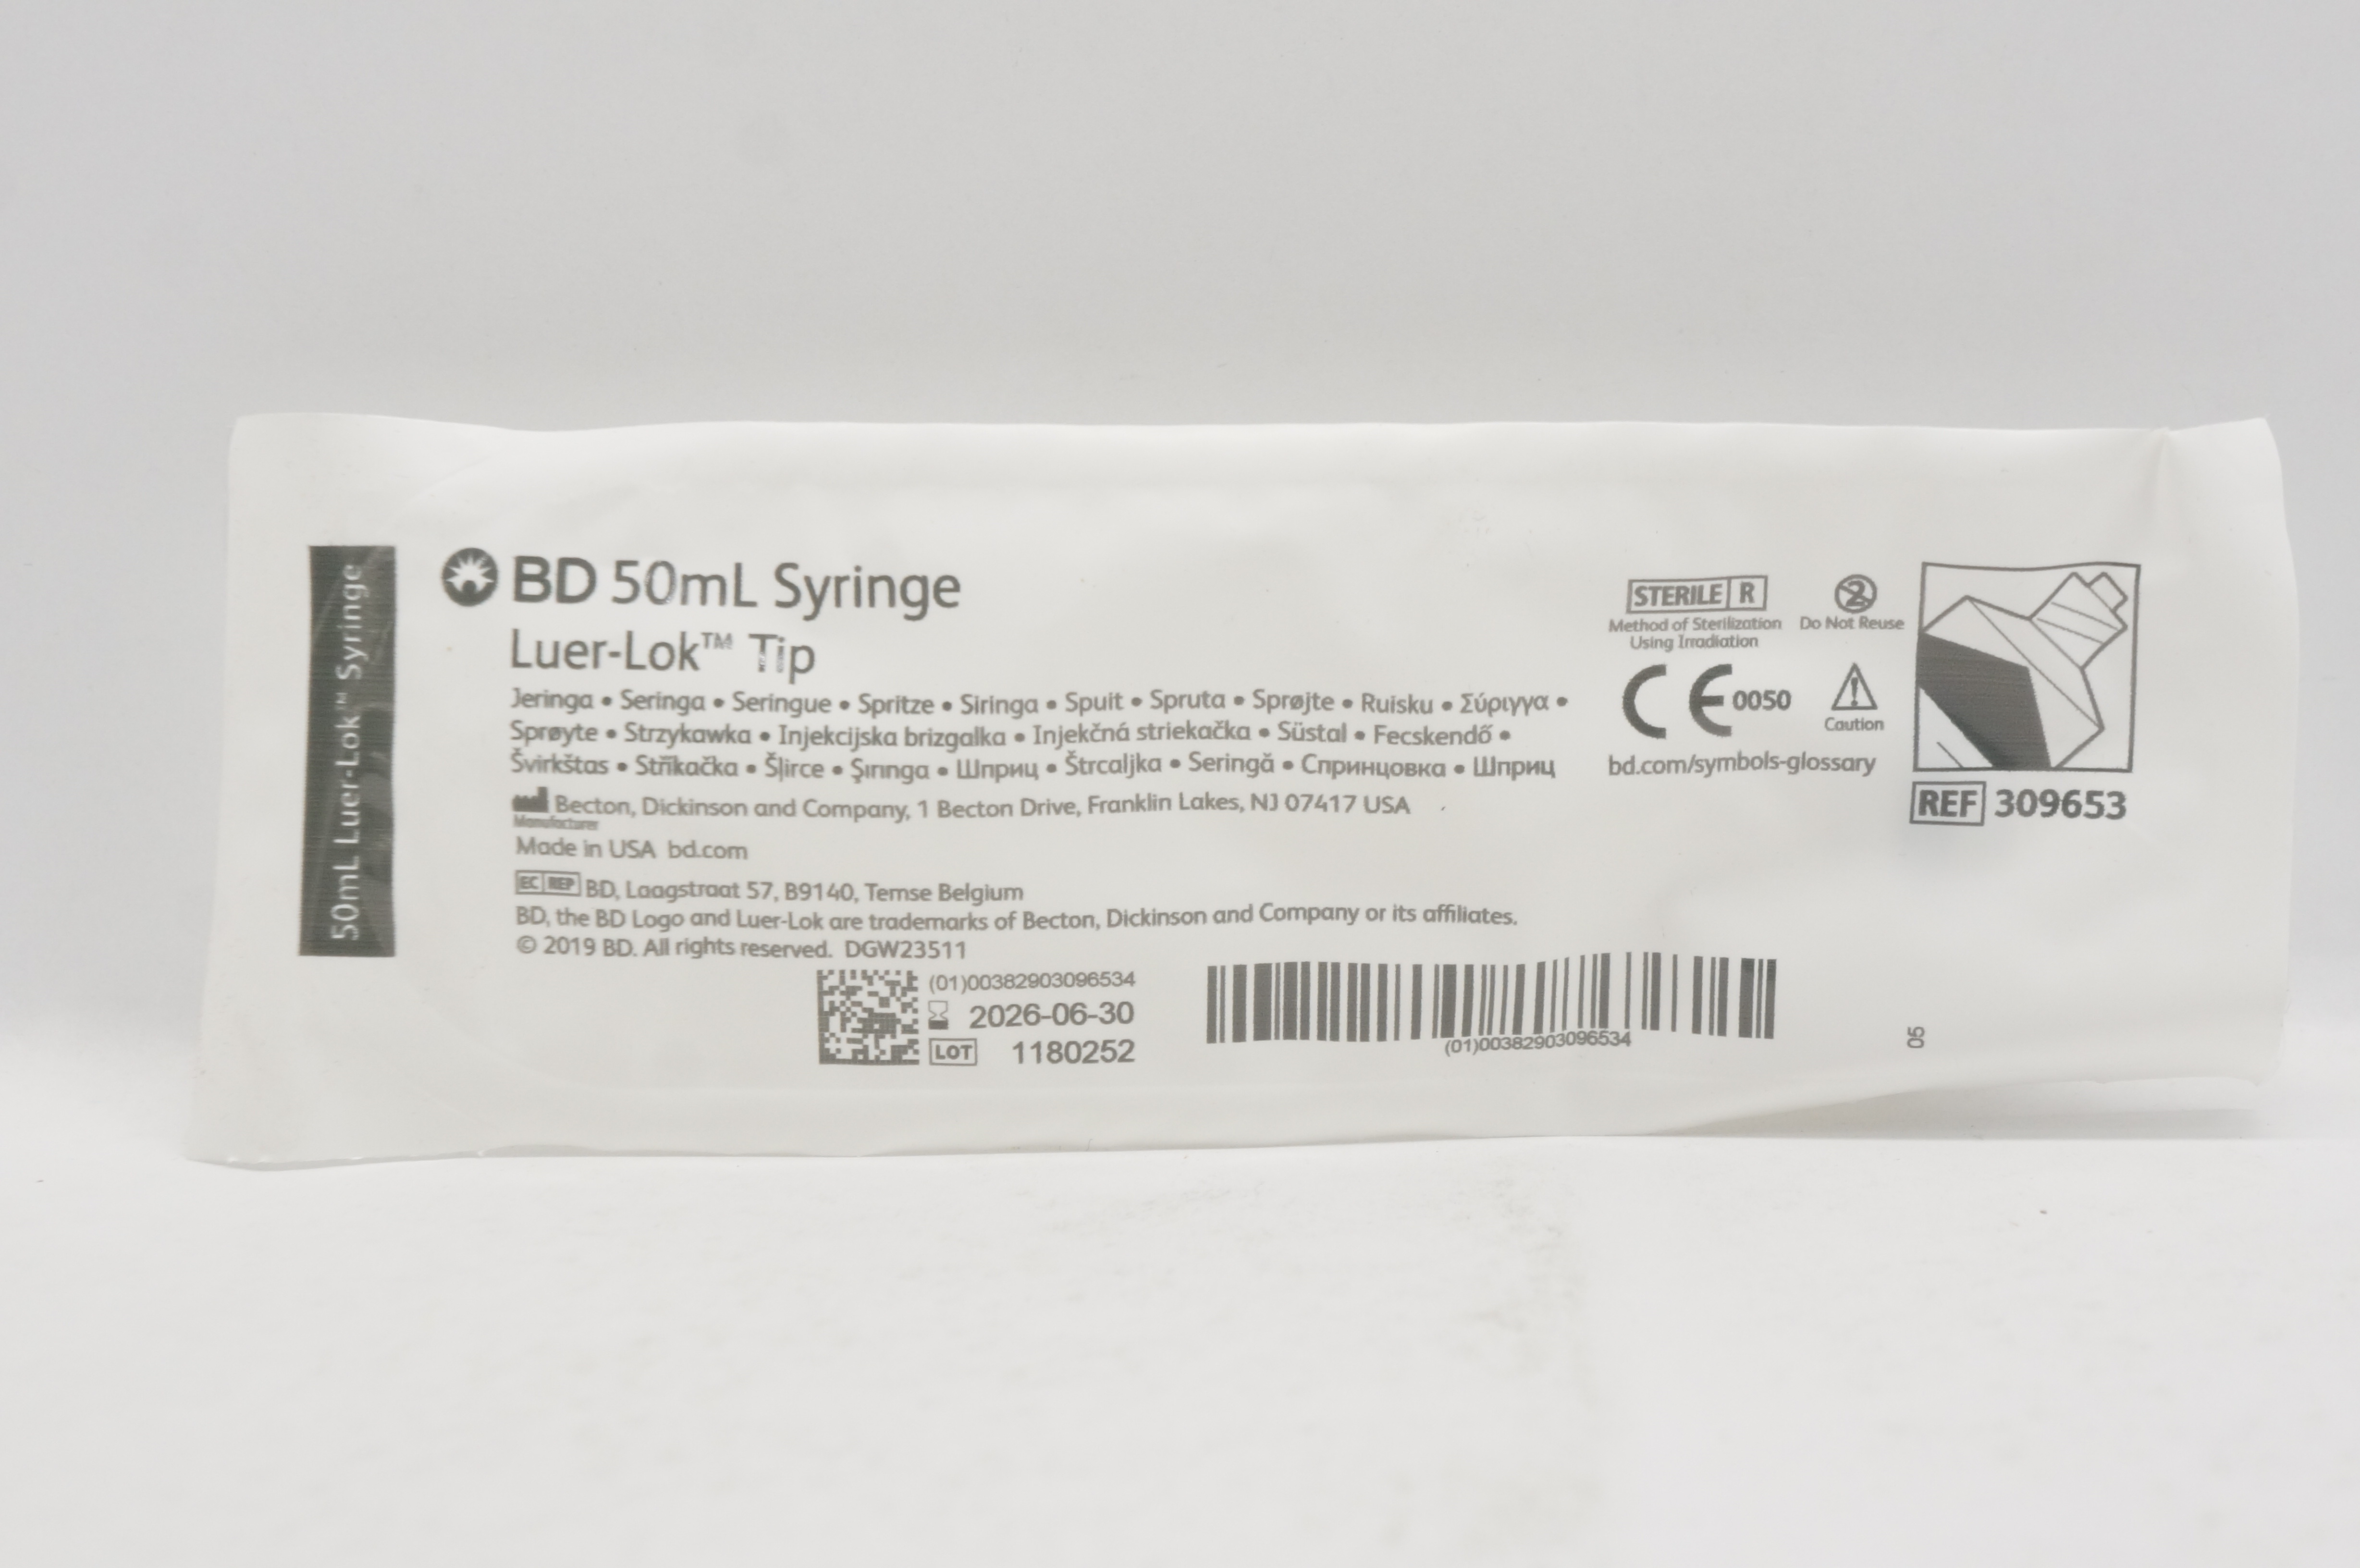 50mL Luer-Lok™ Syringe
BD 50mL Syringe
Luer-Lok™ Tip
Jeringa • Seringa • Seringue • Spritze • Siringa • Spuit • Spruta • Sprøjte • Ruisku • Σύριγγα •
Sprøyte • Strzykawka • Injekcijska brizgalka • Injekčná striekačka • Süstal • Fecskendő •
Švirkštas • Stříkačka • Šļirce • Şırınga • Шприц • Štrcaljka • Seringă • Спринцовка • Шприц
Becton, Dickinson and Company, 1 Becton Drive, Franklin Lakes, NJ 07417 USA
Manufacturer
Made in USA bd.com
EC REP BD, Laagstraat 57, B9140, Temse Belgium
BD, the BD Logo and Luer-Lok are trademarks of Becton, Dickinson and Company or its affiliates.
© 2019 BD. All rights reserved. DGW23511
(01)00382903096534
2026-06-30
LOT 1180252
(01)00382903096534
STERILE R
Method of Sterilization
Using Irradiation
2
Do Not Reuse
CE 0050
!
Caution
bd.com/symbols-glossary
REF 309653
05